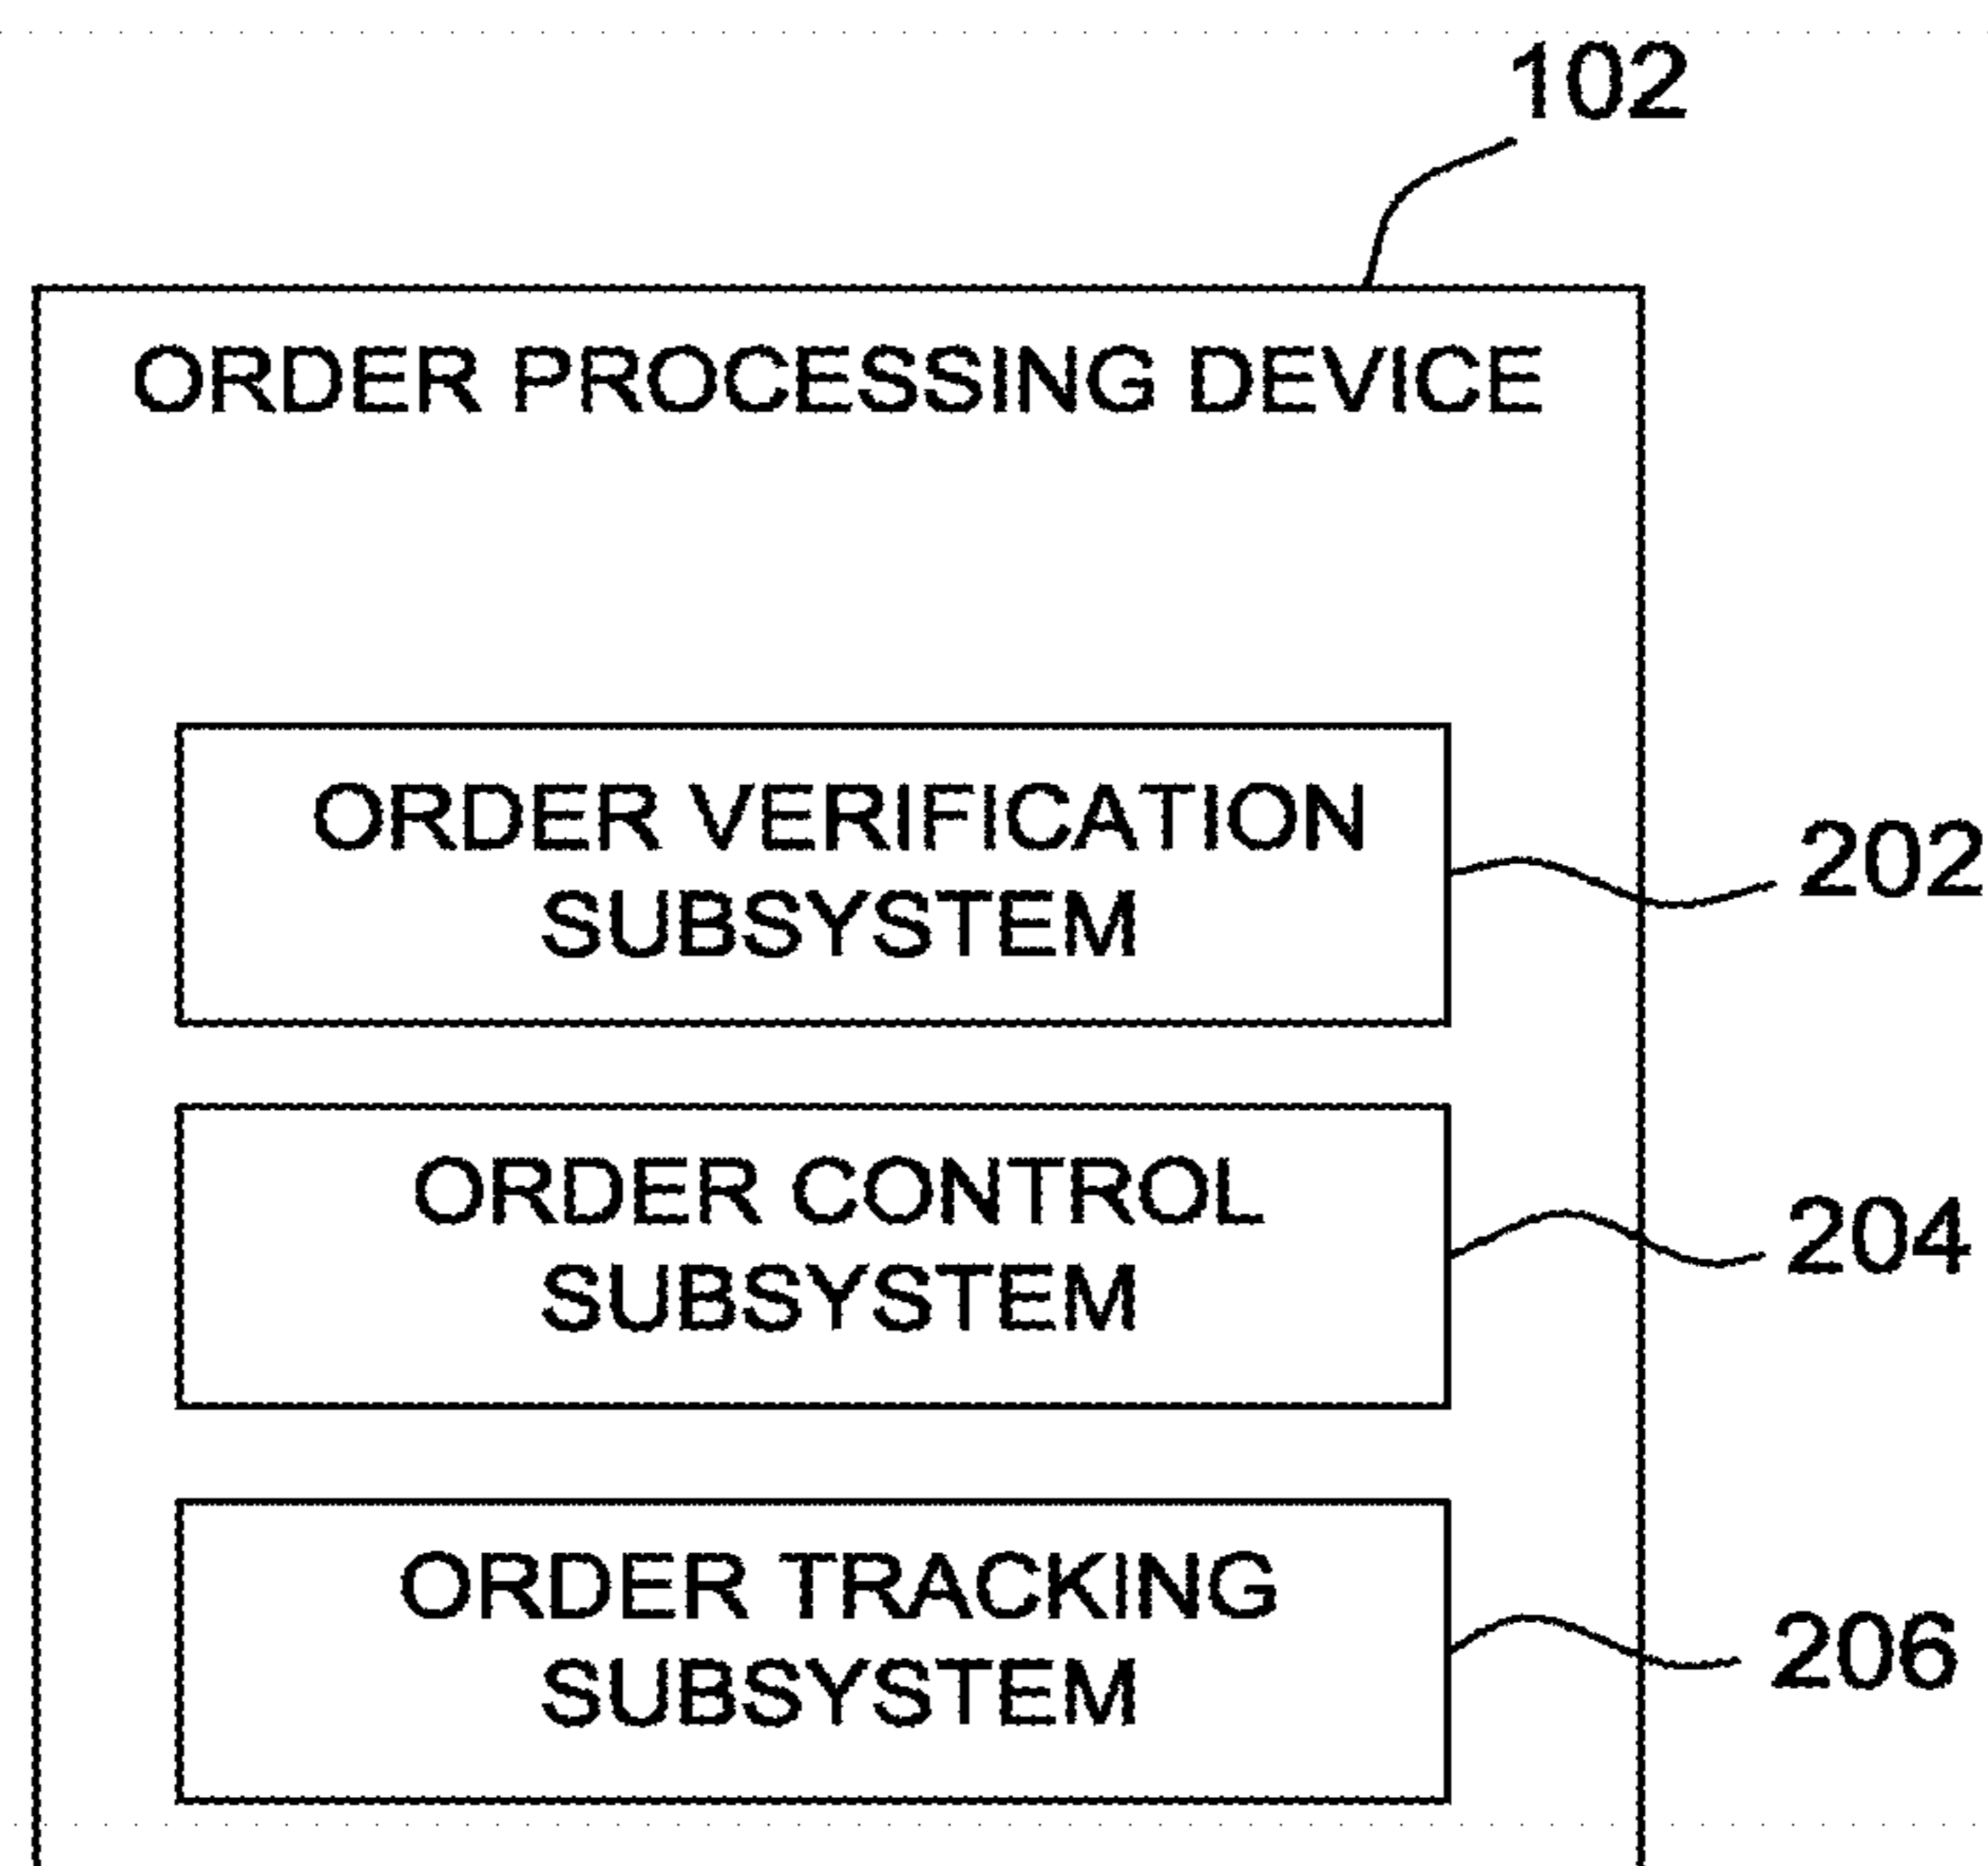 102
ORDER PROCESSING DEVICE
ORDER VERIFICATION
SUBSYSTEM
202
ORDER CONTROL
SUBSYSTEM
204
ORDER TRACKING
SUBSYSTEM
206